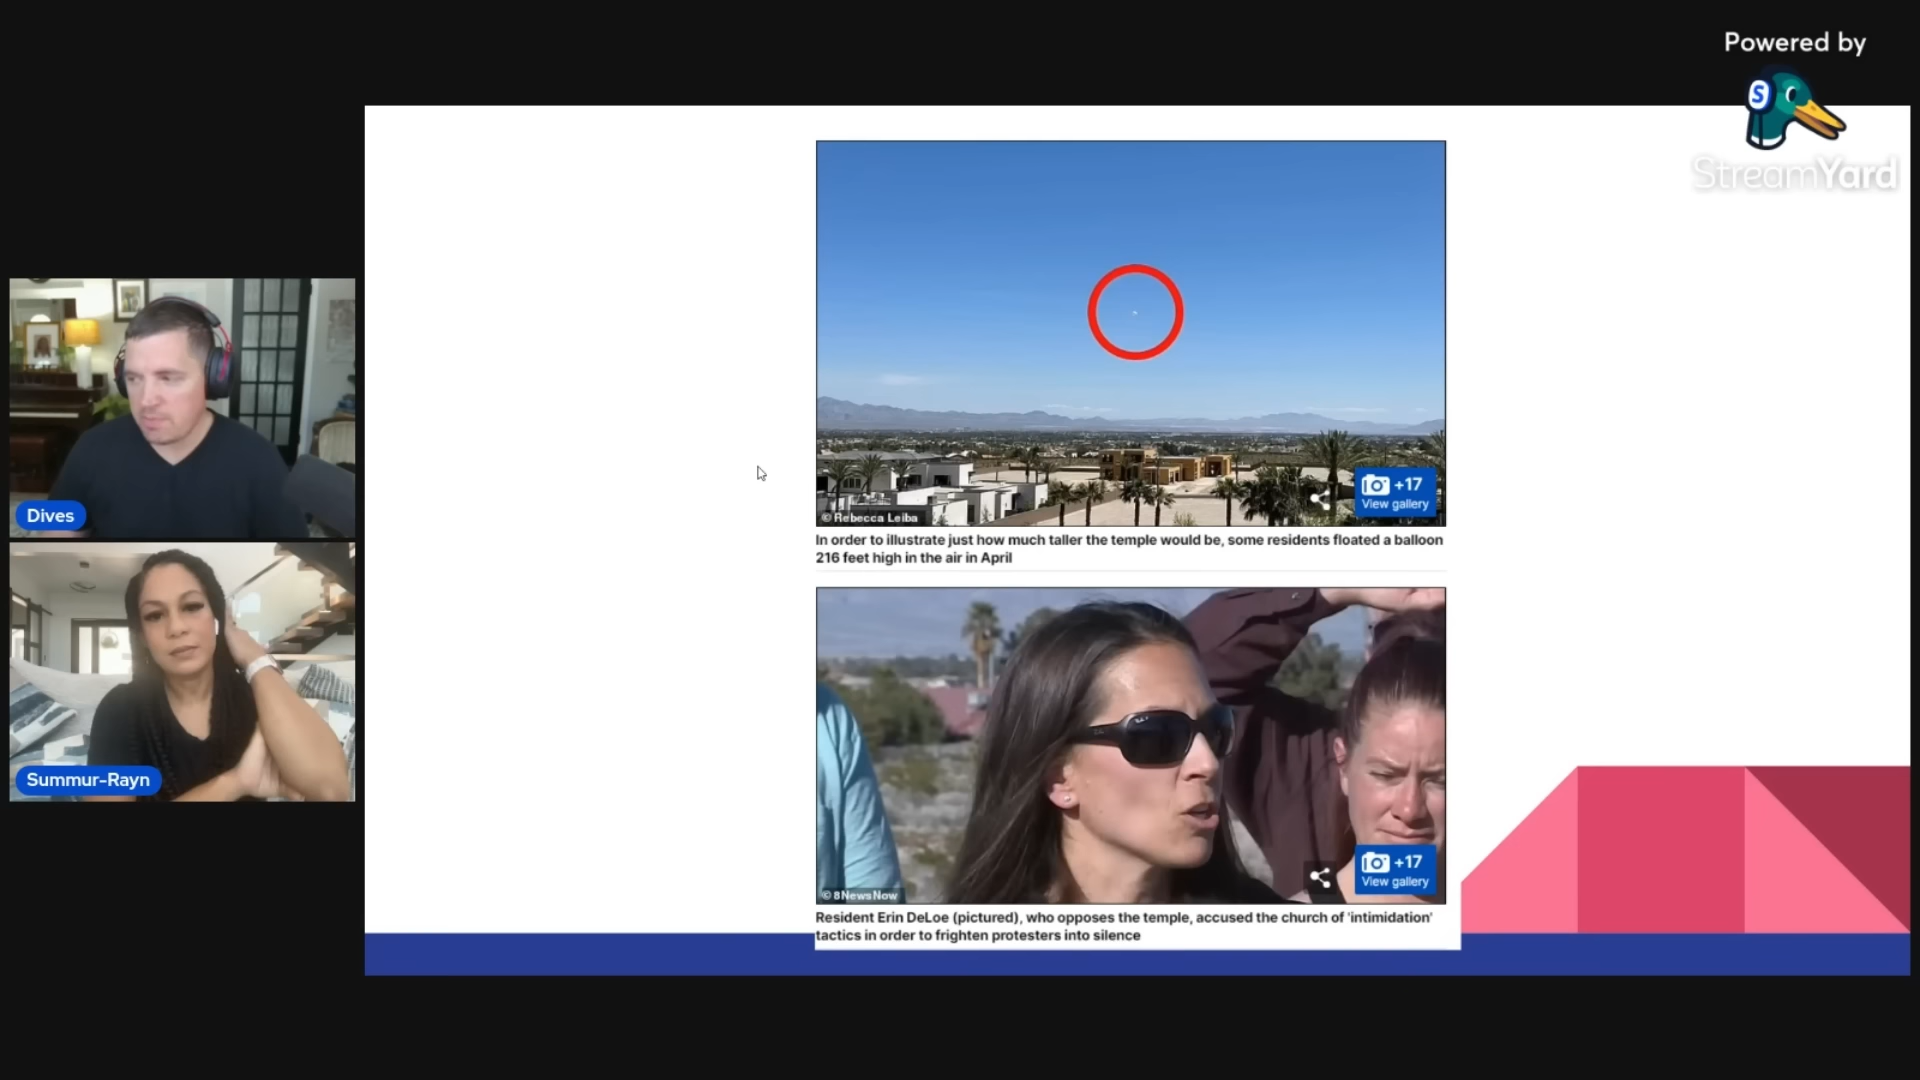 Powered by
S
StreamYard
+17
View gallery
© Rebecca Leiba
In order to illustrate just how much taller the temple would be, some residents floated a balloon
216 feet high in the air in April
Dives
Summur-Rayn
+17
View gallery
© 8NewsNow
Resident Erin DeLoe (pictured), who opposes the temple, accused the church of 'intimidation'
tactics in order to frighten protesters into silence